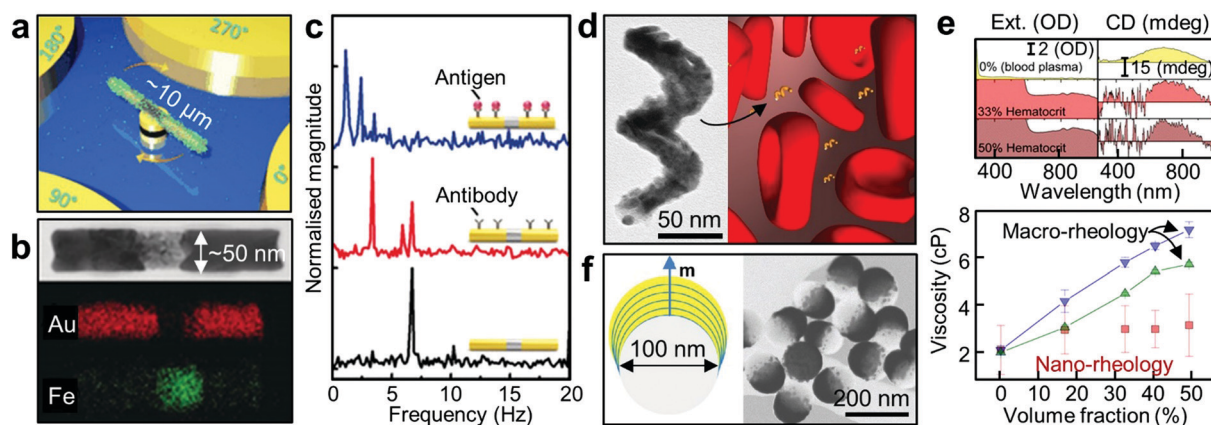 a
270°
180°
~10 μm
0°
90°
b
~50 nm
Au
Fe
c
Normalised magnitude
Antigen
Antibody
0 5 10 15 20
Frequency (Hz)
d
50 nm
e
Ext. (OD) CD (mdeg)
2 (OD)
0% (blood plasma)
15 (mdeg)
33% Hematocrit
50% Hematocrit
400 800 400 800
Wavelength (nm)
8
6
4
2
Viscosity (cP)
Macro-rheology
Nano-rheology
0 10 20 30 40 50
Volume fraction (%)
f
m
100 nm
200 nm